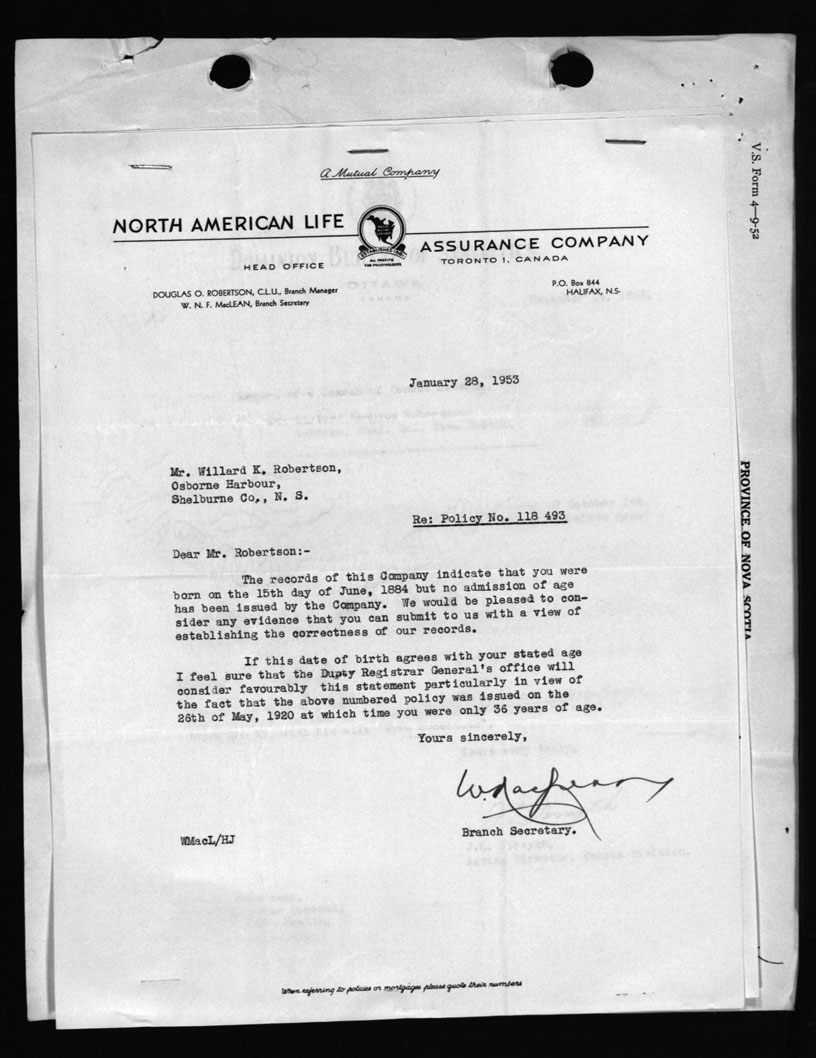 A Mutual Company
NORTH AMERICAN LIFE
ASSURANCE COMPANY
HEAD OFFICE
TORONTO 1, CANADA
ALL PROFITS
FOR POLICYHOLDERS
DOUGLAS O. ROBERTSON, C.L.U., Branch Manager
W. N. F. MacLEAN, Branch Secretary
P.O. Box 844
HALIFAX, N.S.
January 28, 1953
Mr. Willard K. Robertson,
Osborne Harbour,
Shelburne Co., N. S.
Re: Policy No. 118 493
Dear Mr. Robertson:-
The records of this Company indicate that you were
born on the 15th day of June, 1884 but no admission of age
has been issued by the Company. We would be pleased to con-
sider any evidence that you can submit to us with a view of
establishing the correctness of our records.
If this date of birth agrees with your stated age
I feel sure that the Dupty Registrar General's office will
consider favourably this statement particularly in view of
the fact that the above numbered policy was issued on the
26th of May, 1920 at which time you were only 36 years of age.
Yours sincerely,
Branch Secretary.
WMacL/HJ
When referring to policies or mortgages please quote their numbers
V.S. Form 4—9-52
PROVINCE OF NOVA SCOTIA